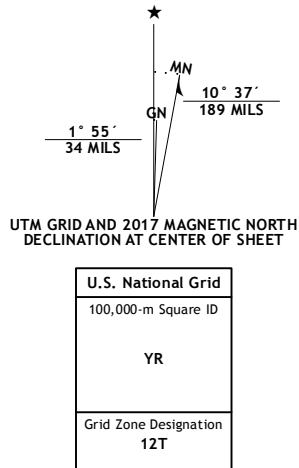 ★
MN
GN
10° 37´
189 MILS
1° 55´
34 MILS
UTM GRID AND 2017 MAGNETIC NORTH
DECLINATION AT CENTER OF SHEET
U.S. National Grid
100,000-m Square ID
YR
Grid Zone Designation
12T